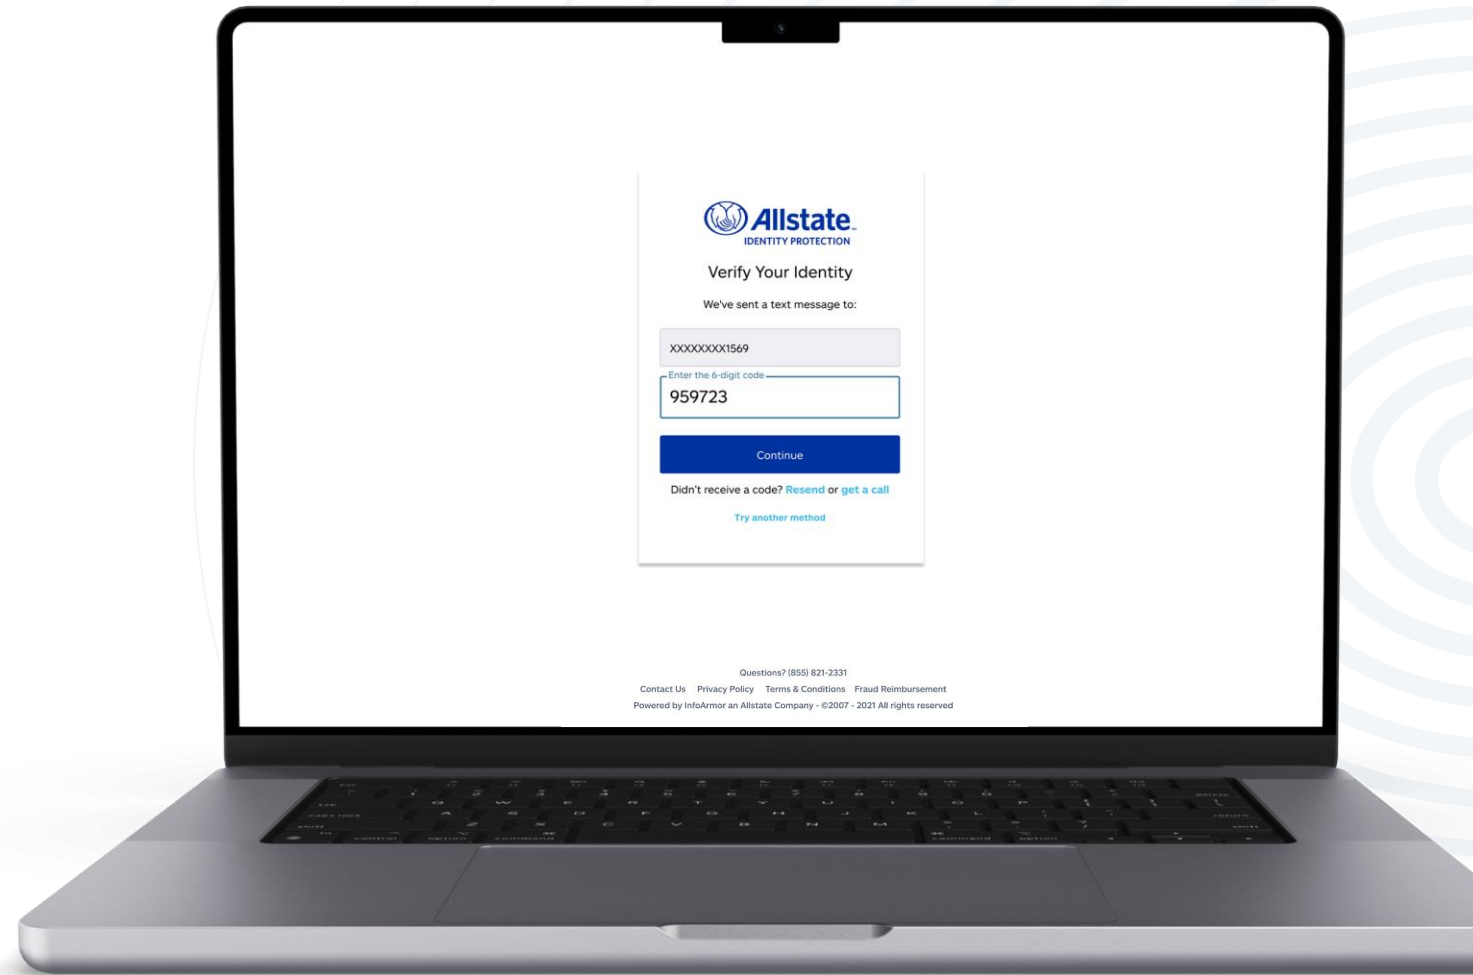 Allstate
IDENTITY PROTECTION
Verify Your Identity
We've sent a text message to:
XXXXXXXX1569
Enter the 6-digit code
959723
Continue
Didn't receive a code? Resend or get a call
Try another method
Questions? (855) 821-2331
Contact Us Privacy Policy Terms & Conditions Fraud Reimbursement
Powered by InfoArmor an Allstate Company - ©2007 - 2021 All rights reserved